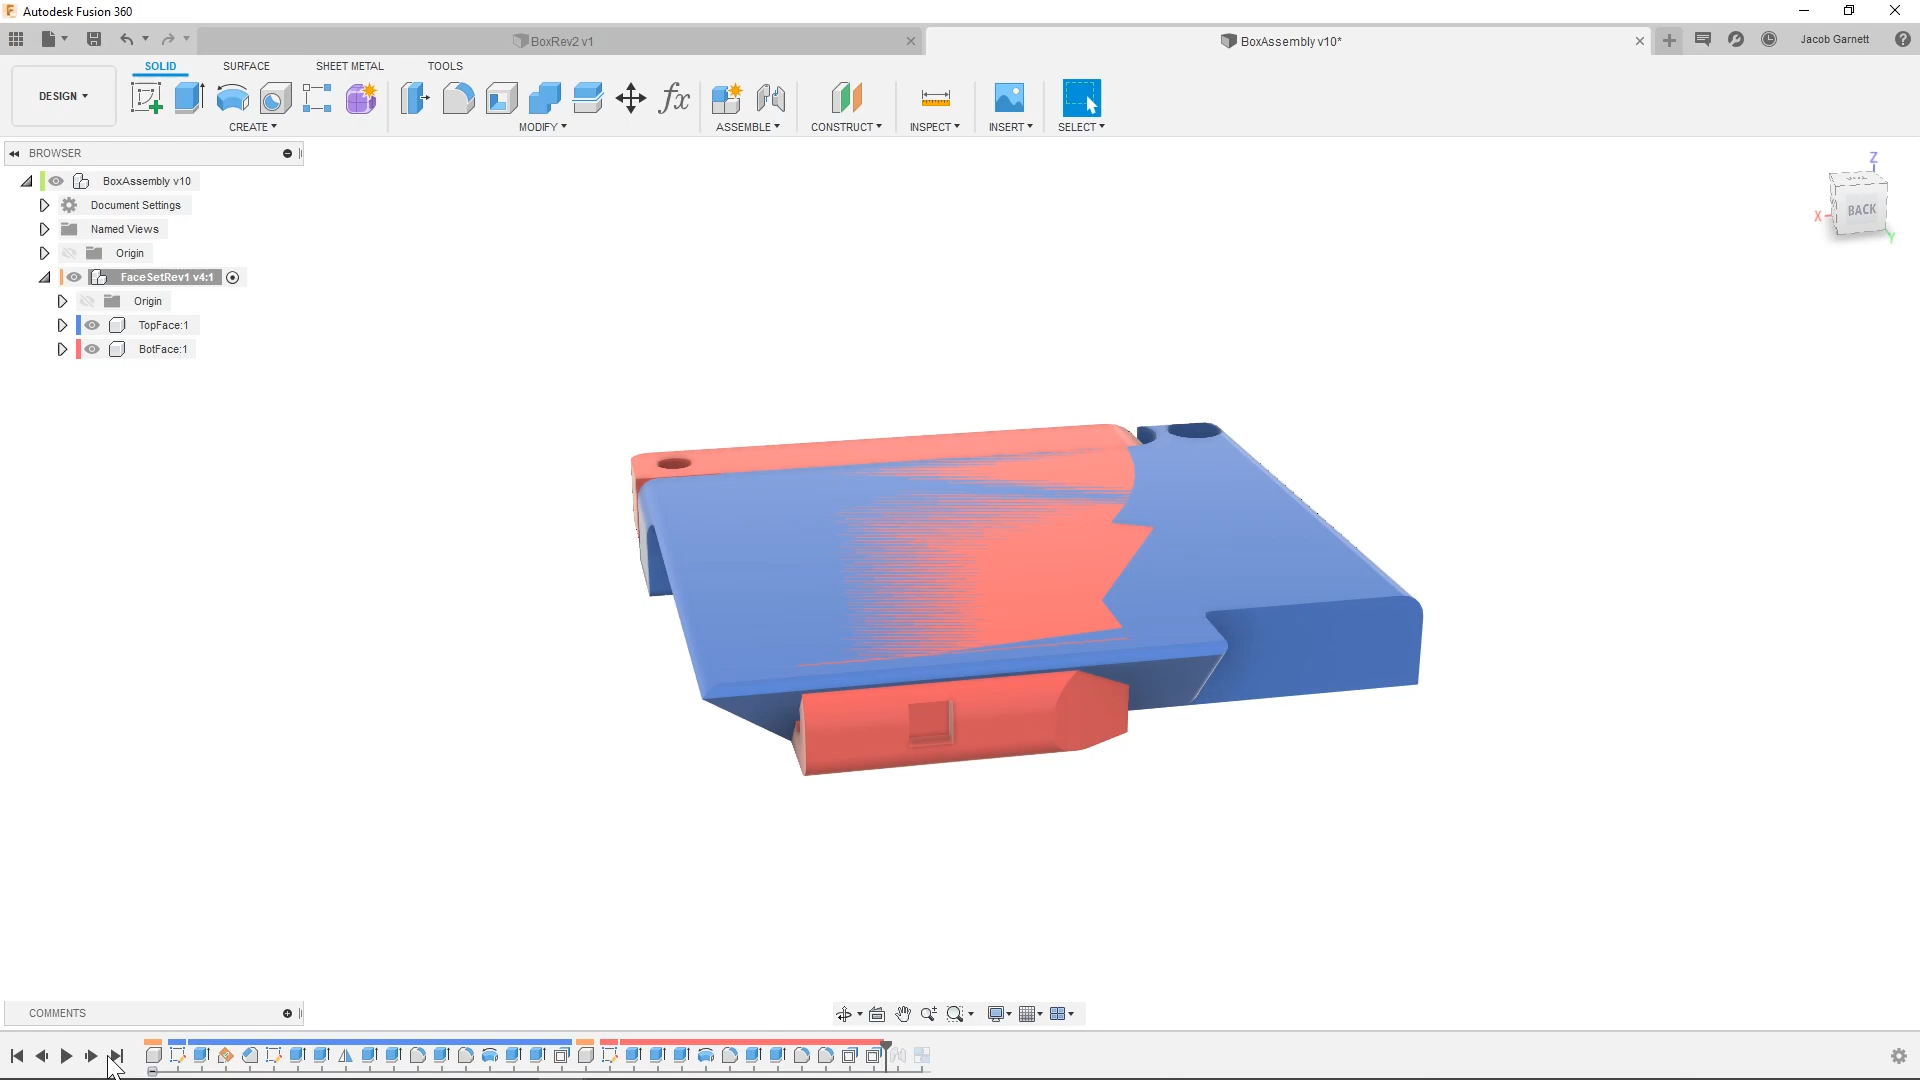 Autodesk Fusion 360
BoxRev2 v1
BoxAssembly v10*
Jacob Garnett
SOLID
SURFACE
SHEET METAL
TOOLS
DESIGN
CREATE
MODIFY
ASSEMBLE
CONSTRUCT
INSPECT
INSERT
SELECT
BROWSER
BoxAssembly v10
Document Settings
Named Views
Origin
FaceSetRev1 v4:1
Origin
TopFace:1
BotFace:1
Z
TOP
BACK
X
Y
COMMENTS